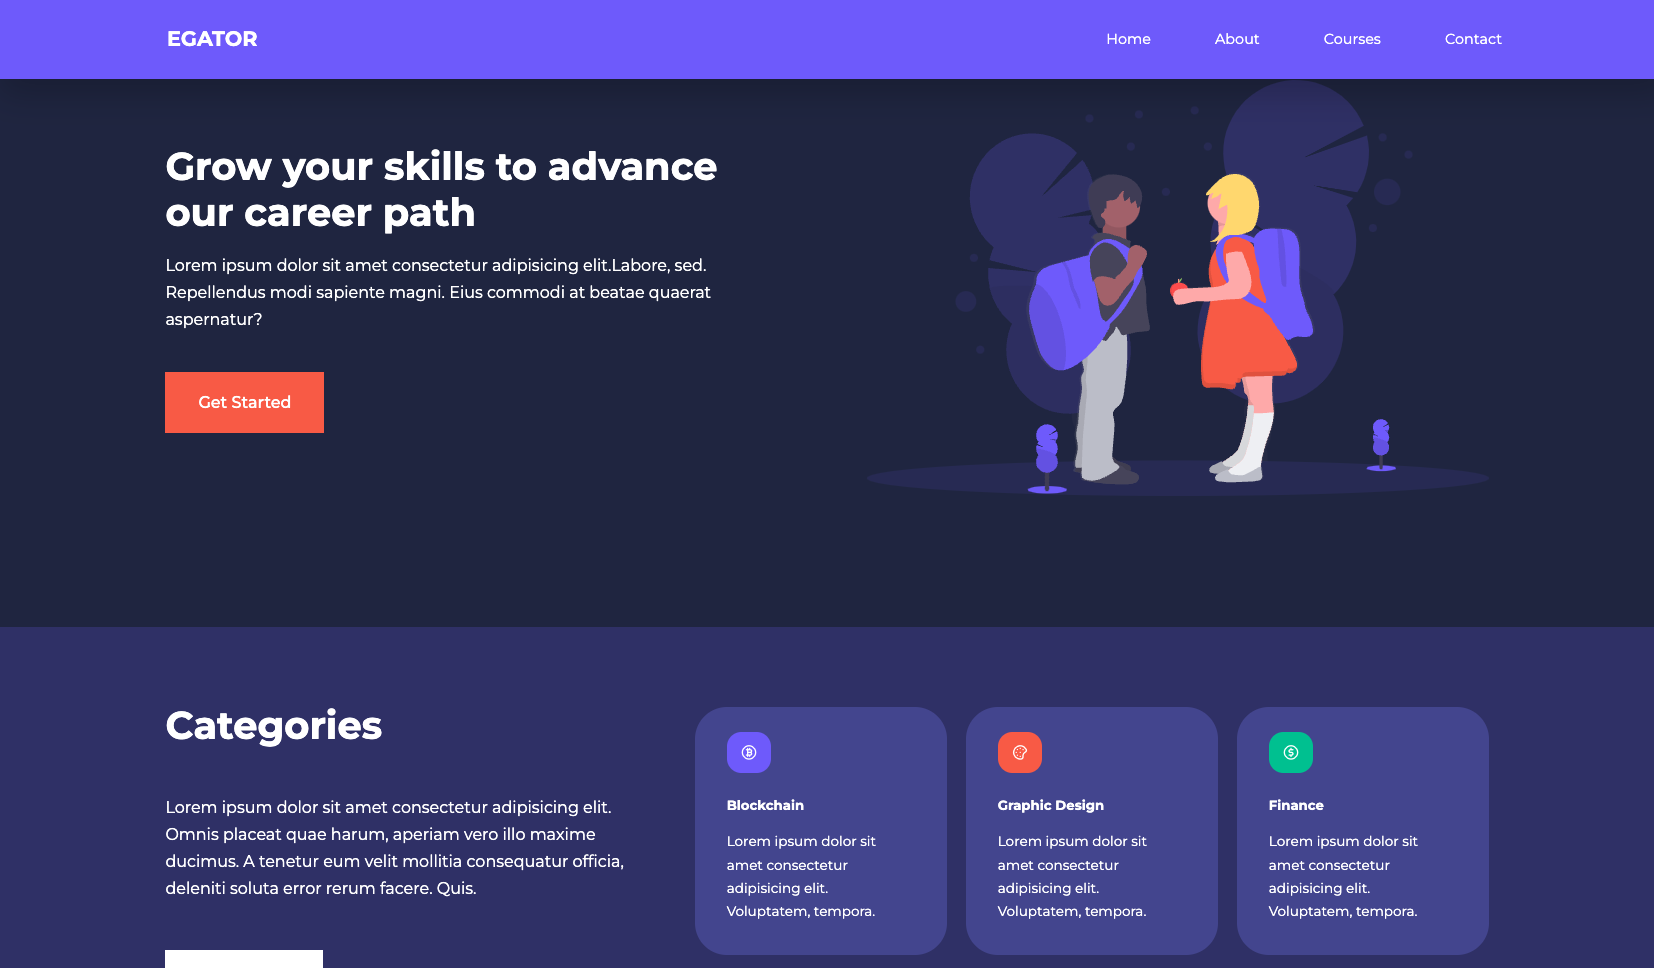 EGATOR
Home
About
Courses
Contact
Grow your skills to advance
our career path
Lorem ipsum dolor sit amet consectetur adipisicing elit.Labore, sed.
Repellendus modi sapiente magni. Eius commodi at beatae quaerat
aspernatur?
Get Started
Categories
Lorem ipsum dolor sit amet consectetur adipisicing elit.
Omnis placeat quae harum, aperiam vero illo maxime
ducimus. A tenetur eum velit mollitia consequatur officia,
deleniti soluta error rerum facere. Quis.
Blockchain
Lorem ipsum dolor sit
amet consectetur
adipisicing elit.
Voluptatem, tempora.
Graphic Design
Lorem ipsum dolor sit
amet consectetur
adipisicing elit.
Voluptatem, tempora.
Finance
Lorem ipsum dolor sit
amet consectetur
adipisicing elit.
Voluptatem, tempora.